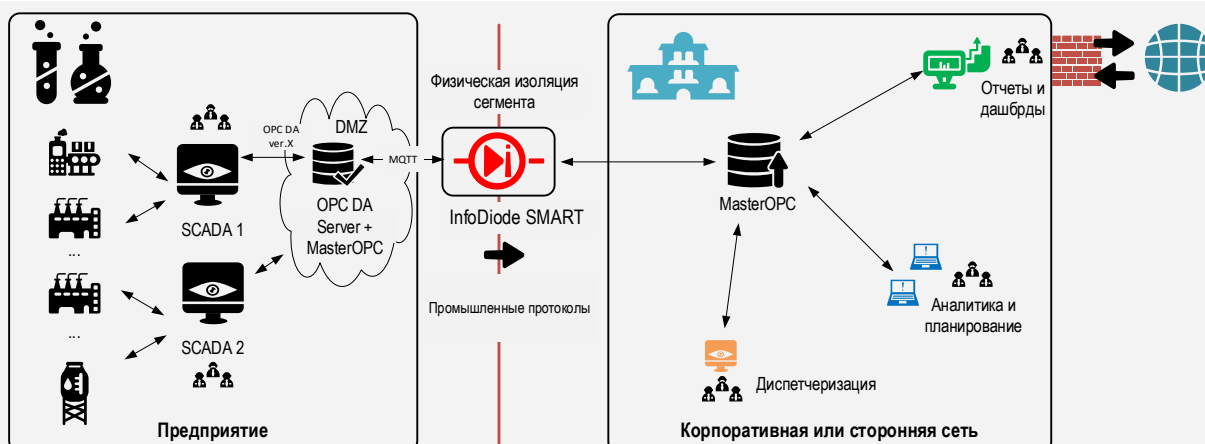 OPC DA
ver.X
DMZ
MQTT
OPC DA
Server +
MasterOPC
SCADA 1
...
...
SCADA 2
Предприятие
Физическая изоляция
сегмента
InfoDiode SMART
Промышленные протоколы
MasterOPC
Отчеты и
дашбрды
Аналитика и
планирование
Диспетчеризация
Корпоративная или сторонняя сеть